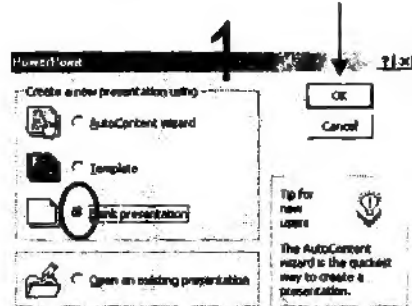 1
PowerPoint ? X
Create a new presentation using
AutoContent wizard
Template
Blank presentation
Open an existing presentation
OK
Cancel
Tip for
new
users
The AutoContent
wizard is the quickest
way to create a
presentation.